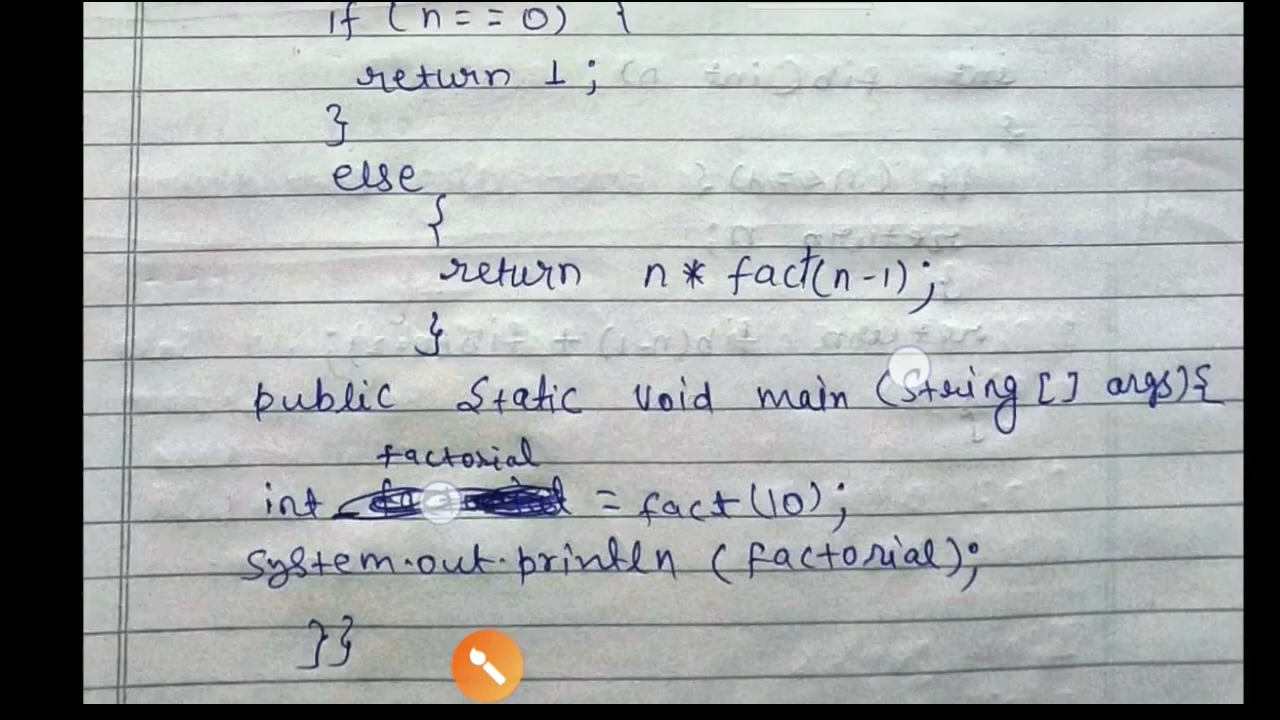 if (n==0) {
return 1;
}
else
{
return n * fact(n-1);
}
public static void main (String [] args){
factorial
int = fact(10);
System.out.println (factorial);
}}